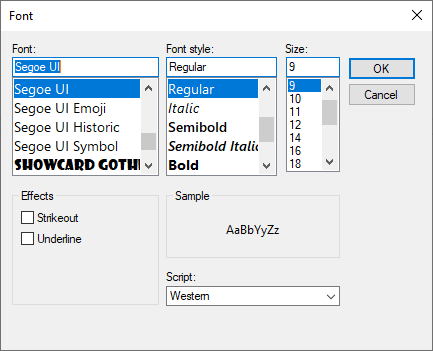 Font
Font:
Font style:
Size:
Segoe UI
Regular
9
OK
Cancel
Segoe UI
Segoe UI Emoji
Segoe UI Historic
Segoe UI Symbol
SHOWCARD GOTHI
Regular
Italic
Semibold
Semibold Italic
Bold
9
10
11
12
14
16
18
Effects
Strikeout
Underline
Sample
AaBbYyZz
Script:
Western